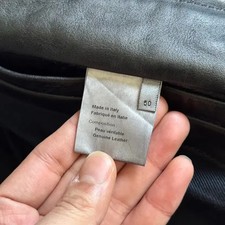 50
Made in Italy
Fabriqué en Italie
Composition:
Peau véritable
Genuine Leather